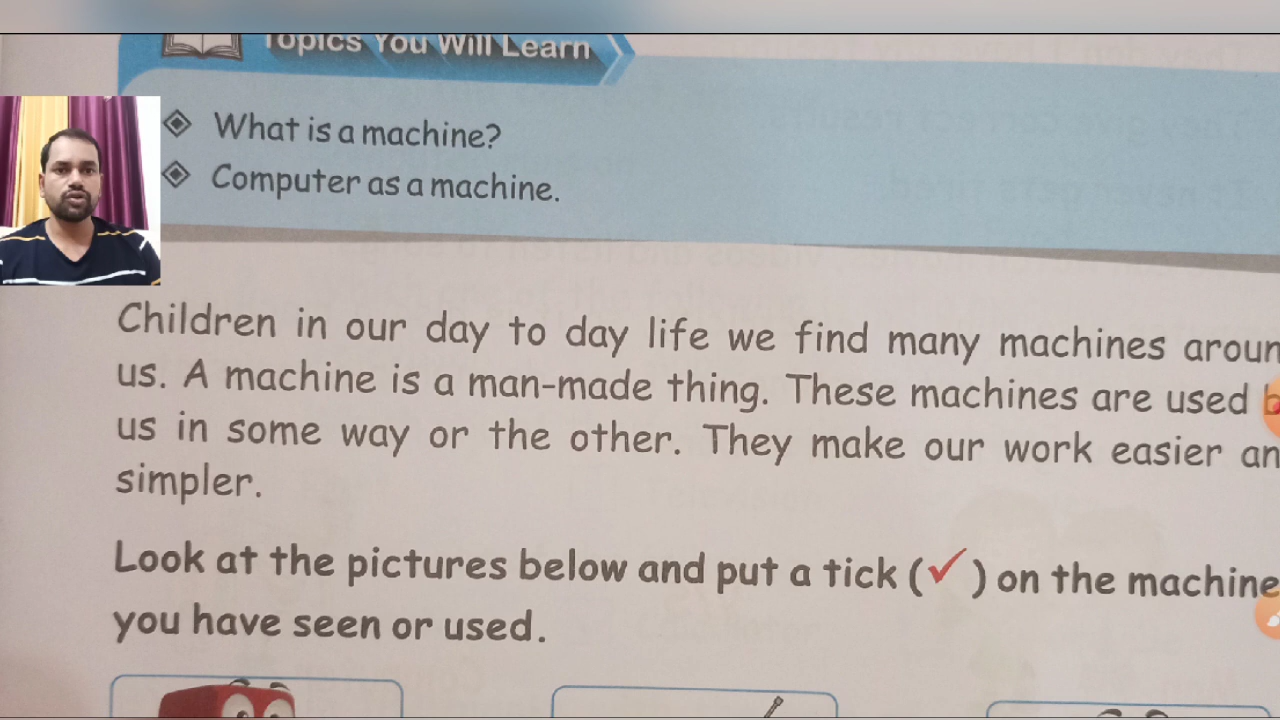 Topics You Will Learn
What is a machine?
Computer as a machine.
Children in our day to day life we find many machines aroun
us. A machine is a man-made thing. These machines are used b
us in some way or the other. They make our work easier an
simpler.
Look at the pictures below and put a tick (✓) on the machine
you have seen or used.